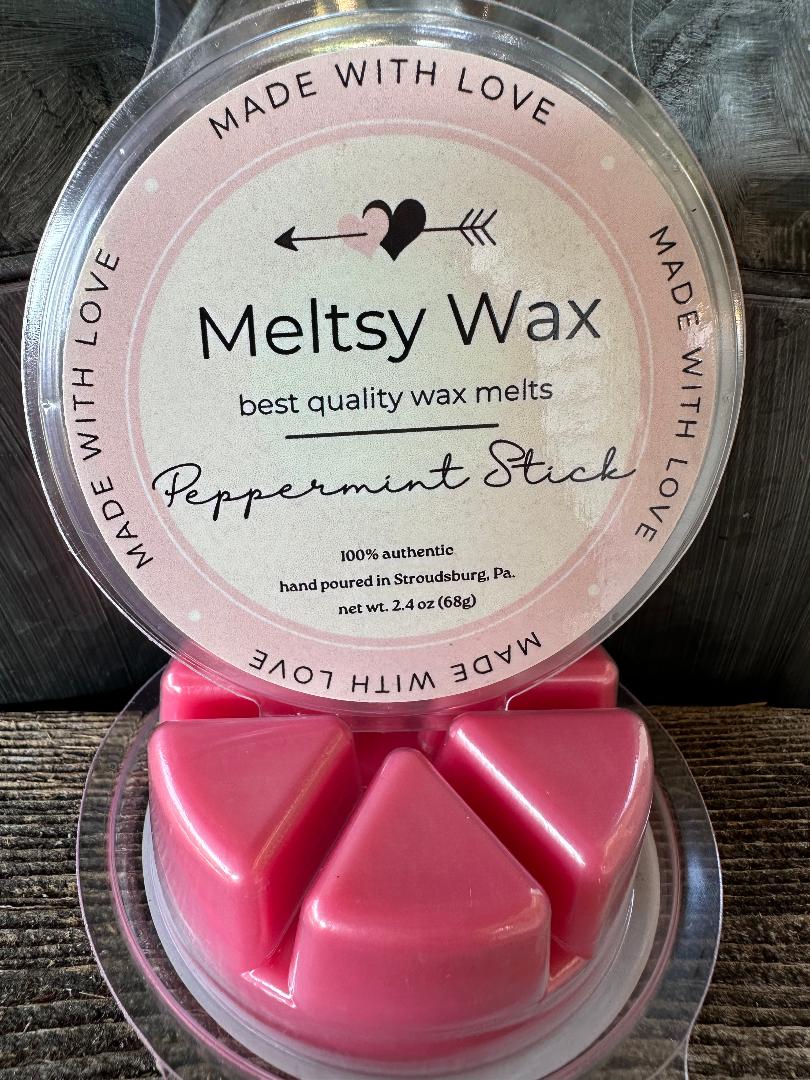 MADE WITH LOVE
MADE WITH LOVE
MADE WITH LOVE
Meltsy Wax
best quality wax melts
Peppermint Stick
100% authentic
hand poured in Stroudsburg, Pa.
net wt. 2.4 oz (68g)
MADE WITH LOVE